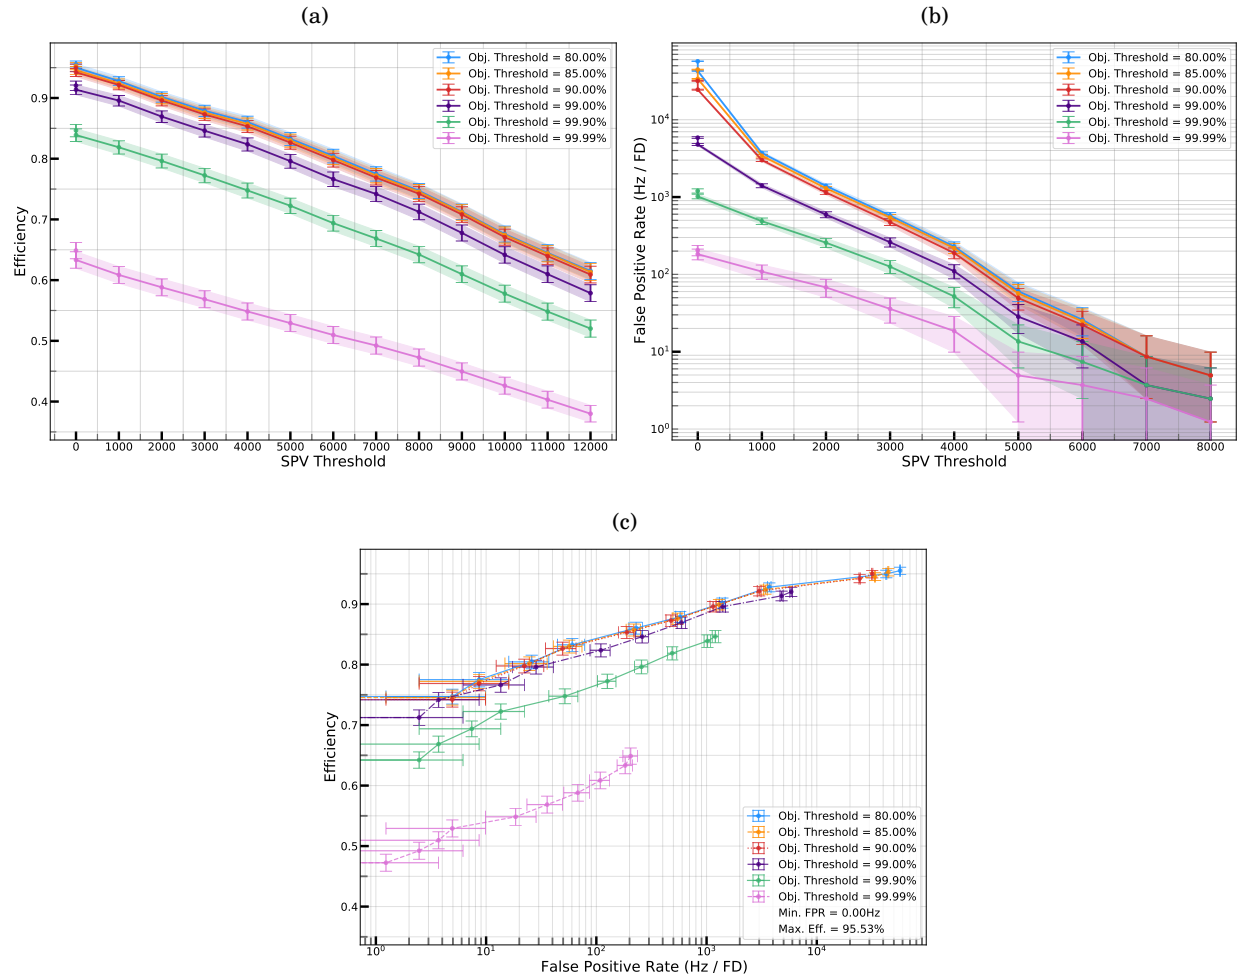 (a)
(b)
Obj. Threshold = 80.00%
Obj. Threshold = 85.00%
Obj. Threshold = 90.00%
Obj. Threshold = 99.00%
Obj. Threshold = 99.90%
Obj. Threshold = 99.99%
Efficiency
0.9
0.8
0.7
0.6
0.5
0.4
0 1000 2000 3000 4000 5000 6000 7000 8000 9000 10000 11000 12000
SPV Threshold
Obj. Threshold = 80.00%
Obj. Threshold = 85.00%
Obj. Threshold = 90.00%
Obj. Threshold = 99.00%
Obj. Threshold = 99.90%
Obj. Threshold = 99.99%
False Positive Rate (Hz / FD)
10⁴
10³
10²
10¹
10⁰
0 1000 2000 3000 4000 5000 6000 7000 8000
SPV Threshold
(c)
Efficiency
0.9
0.8
0.7
0.6
0.5
0.4
Obj. Threshold = 80.00%
Obj. Threshold = 85.00%
Obj. Threshold = 90.00%
Obj. Threshold = 99.00%
Obj. Threshold = 99.90%
Obj. Threshold = 99.99%
Min. FPR = 0.00Hz
Max. Eff. = 95.53%
10⁰ 10¹ 10² 10³ 10⁴
False Positive Rate (Hz / FD)